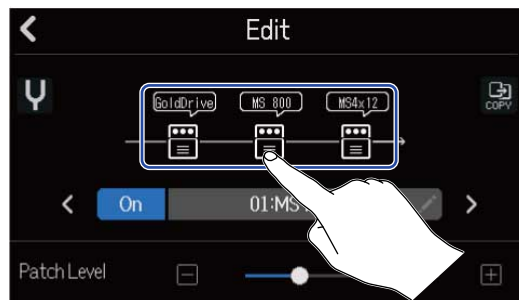 Edit
GoldDrive MS 800 MS4x12
COPY
On 01:MS
Patch Level